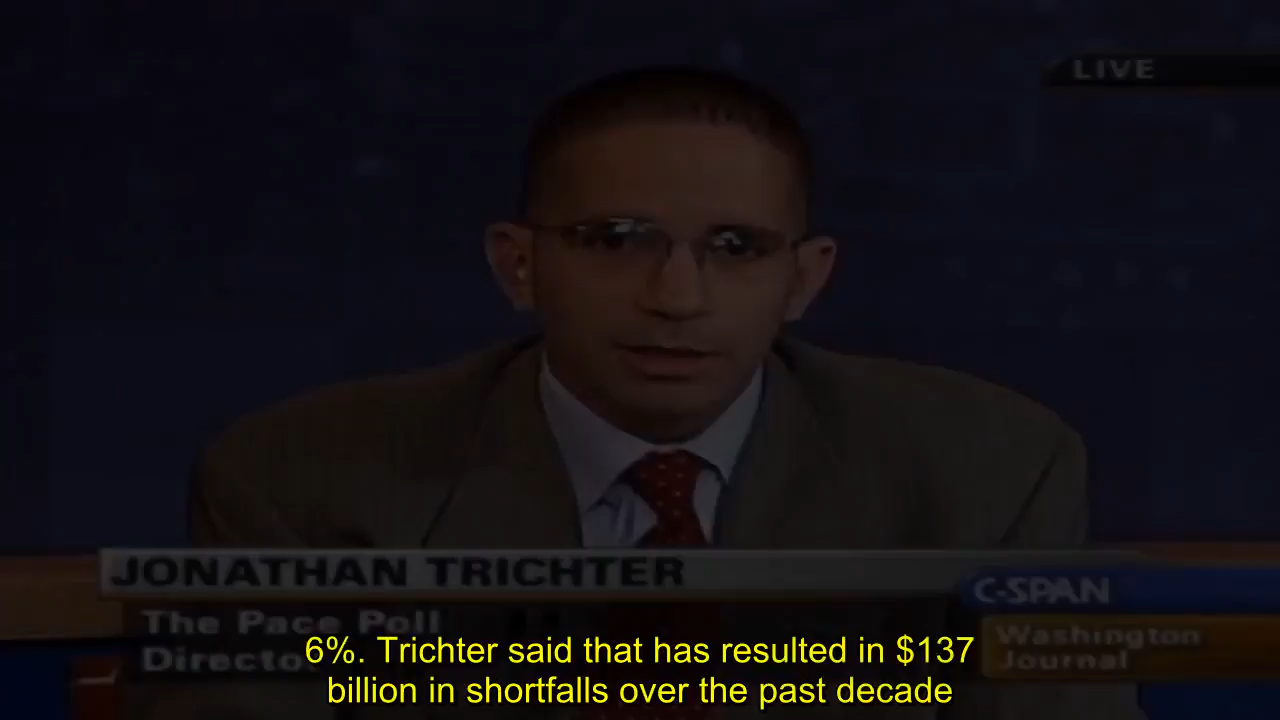 LIVE
JONATHAN TRICHTER
C-SPAN
The Pace Poll
Washington
6%. Trichter said that has resulted in $137
Journal
billion in shortfalls over the past decade